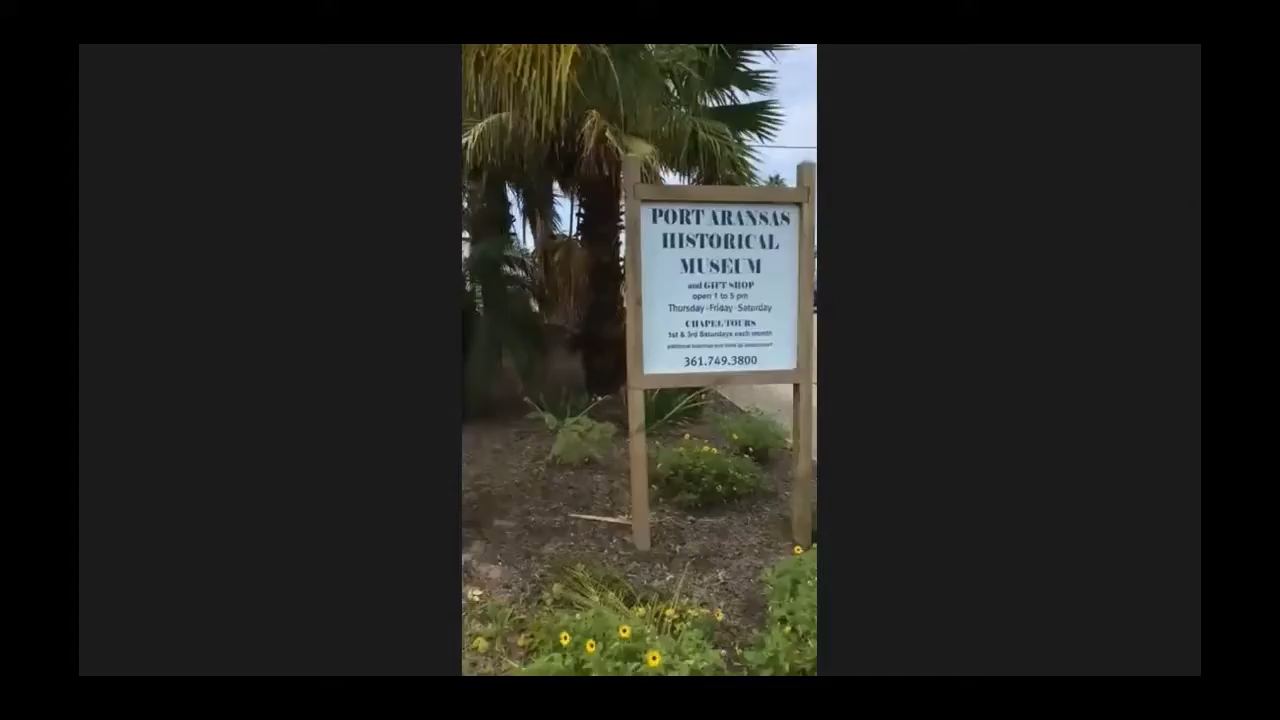 PORT ARANSAS
HISTORICAL
MUSEUM
and GIFT SHOP
open 1 to 5 pm
Thursday - Friday - Saturday
CHAPEL TOURS
1st & 3rd Saturdays each month
361.749.3800